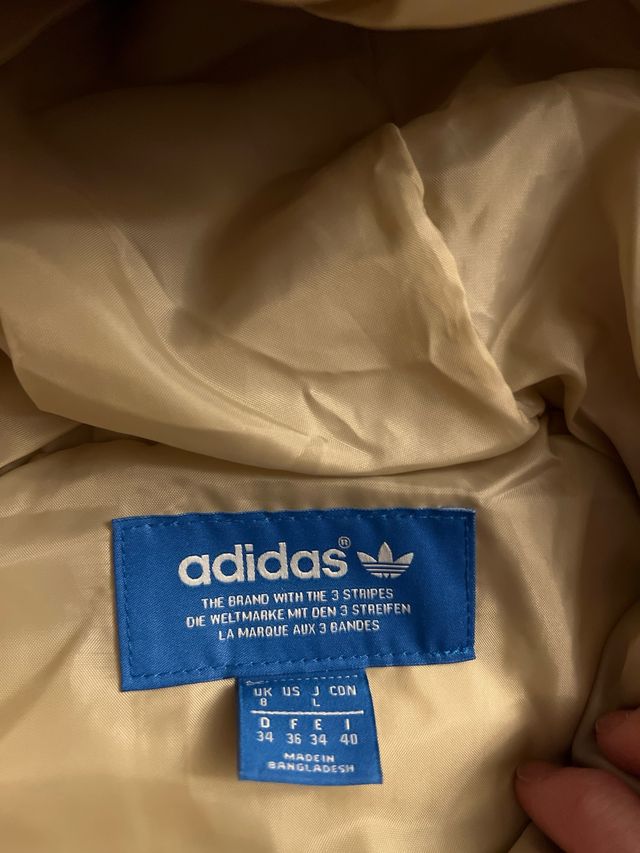 adidas®
THE BRAND WITH THE 3 STRIPES
DIE WELTMARKE MIT DEN 3 STREIFEN
LA MARQUE AUX 3 BANDES
UK US J CDN
8 L
D F E I
34 36 34 40
MADE IN
BANGLADESH